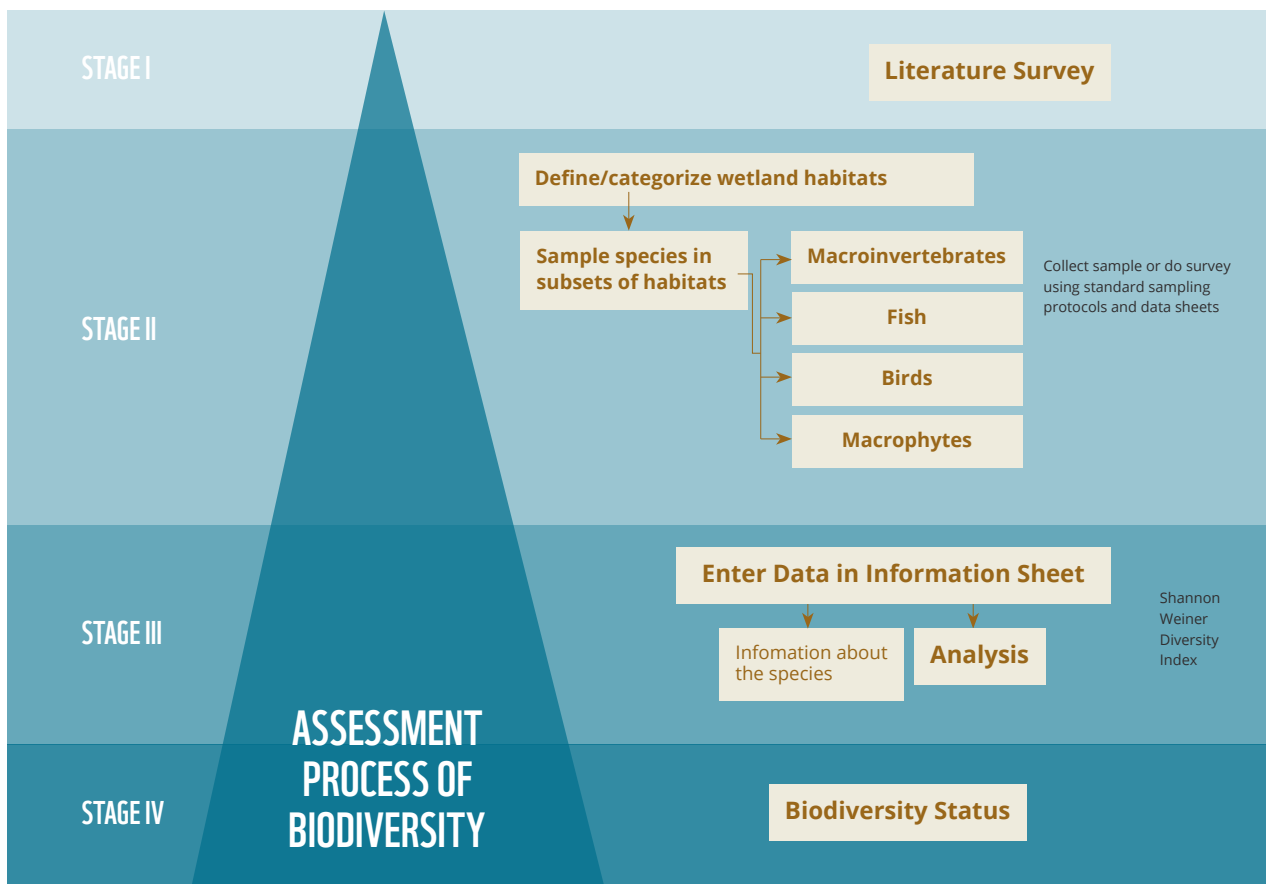 STAGE I
Literature Survey
STAGE II
Define/categorize wetland habitats
Sample species in
subsets of habitats
Macroinvertebrates
Fish
Birds
Macrophytes
Collect sample or do survey
using standard sampling
protocols and data sheets
STAGE III
Enter Data in Information Sheet
Infomation about
the species
Analysis
Shannon
Weiner
Diversity
Index
ASSESSMENT
PROCESS OF
BIODIVERSITY
STAGE IV
Biodiversity Status